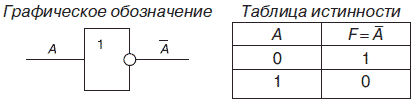 Графическое обозначение
A 1 A̅
Таблица истинности
A F = A̅
0 1
1 0